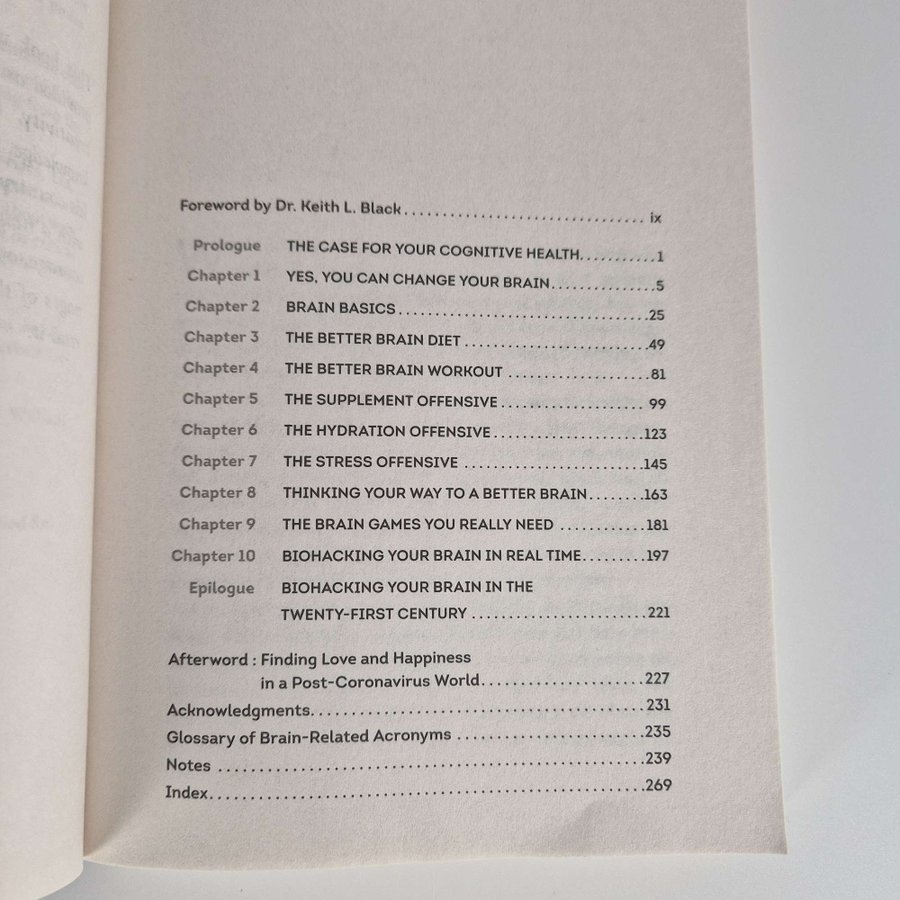 Foreword by Dr. Keith L. Black........................................ ix
Prologue THE CASE FOR YOUR COGNITIVE HEALTH...........1
Chapter 1 YES, YOU CAN CHANGE YOUR BRAIN...............5
Chapter 2 BRAIN BASICS...................................25
Chapter 3 THE BETTER BRAIN DIET..........................49
Chapter 4 THE BETTER BRAIN WORKOUT....................81
Chapter 5 THE SUPPLEMENT OFFENSIVE.................... 99
Chapter 6 THE HYDRATION OFFENSIVE.....................123
Chapter 7 THE STRESS OFFENSIVE .........................145
Chapter 8 THINKING YOUR WAY TO A BETTER BRAIN........163
Chapter 9 THE BRAIN GAMES YOU REALLY NEED ............181
Chapter 10 BIOHACKING YOUR BRAIN IN REAL TIME.........197
Epilogue BIOHACKING YOUR BRAIN IN THE
TWENTY-FIRST CENTURY .........................221
Afterword : Finding Love and Happiness
in a Post-Coronavirus World.......................227
Acknowledgments...............................................231
Glossary of Brain-Related Acronyms ..........................235
Notes ............................................................239
Index.............................................................269